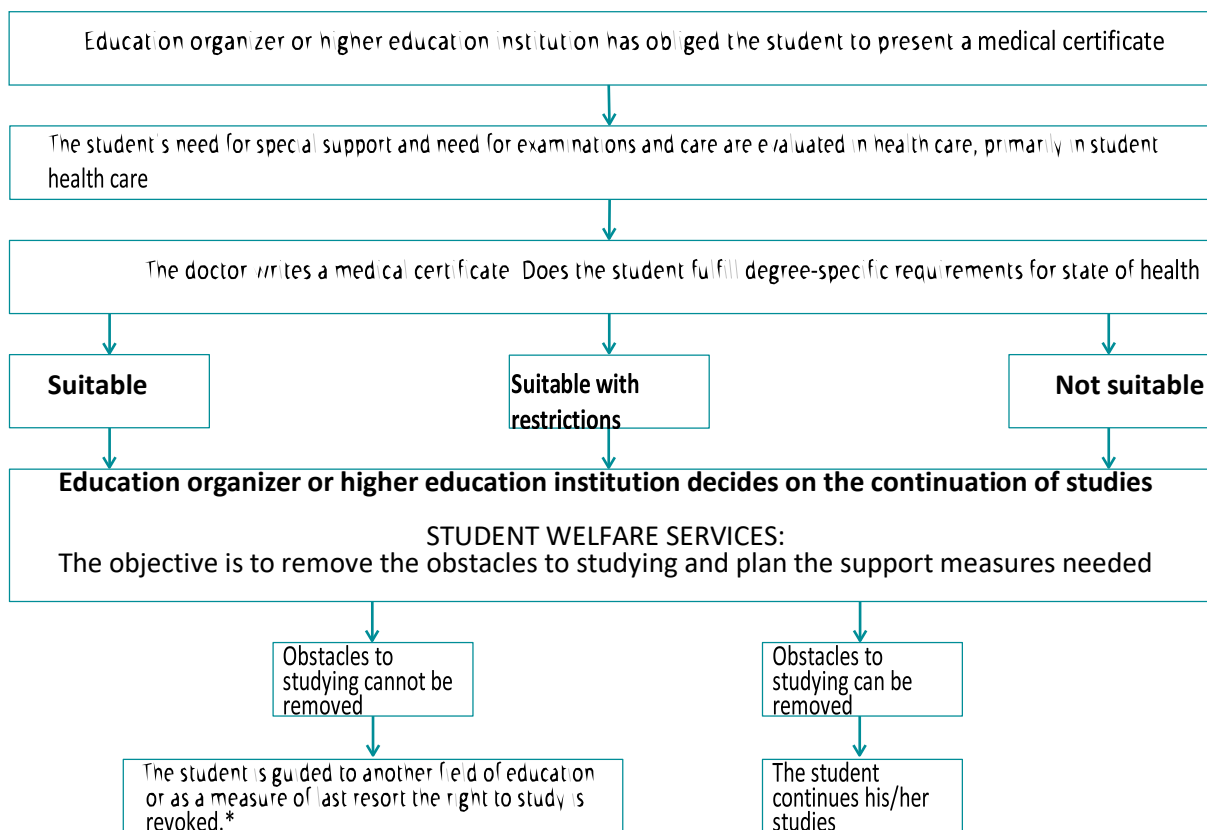 Education organizer or higher education institution has obliged the student to present a medical certificate
The student's need for special support and need for examinations and care are evaluated in health care, primarily in student
health care
The doctor writes a medical certificate Does the student fulfill degree-specific requirements for state of health
Suitable
Suitable with
restrictions
Not suitable
Education organizer or higher education institution decides on the continuation of studies
STUDENT WELFARE SERVICES:
The objective is to remove the obstacles to studying and plan the support measures needed
Obstacles to
studying cannot be
removed
Obstacles to
studying can be
removed
The student is guided to another field of education
or as a measure of last resort the right to study is
revoked.*
The student
continues his/her
studies